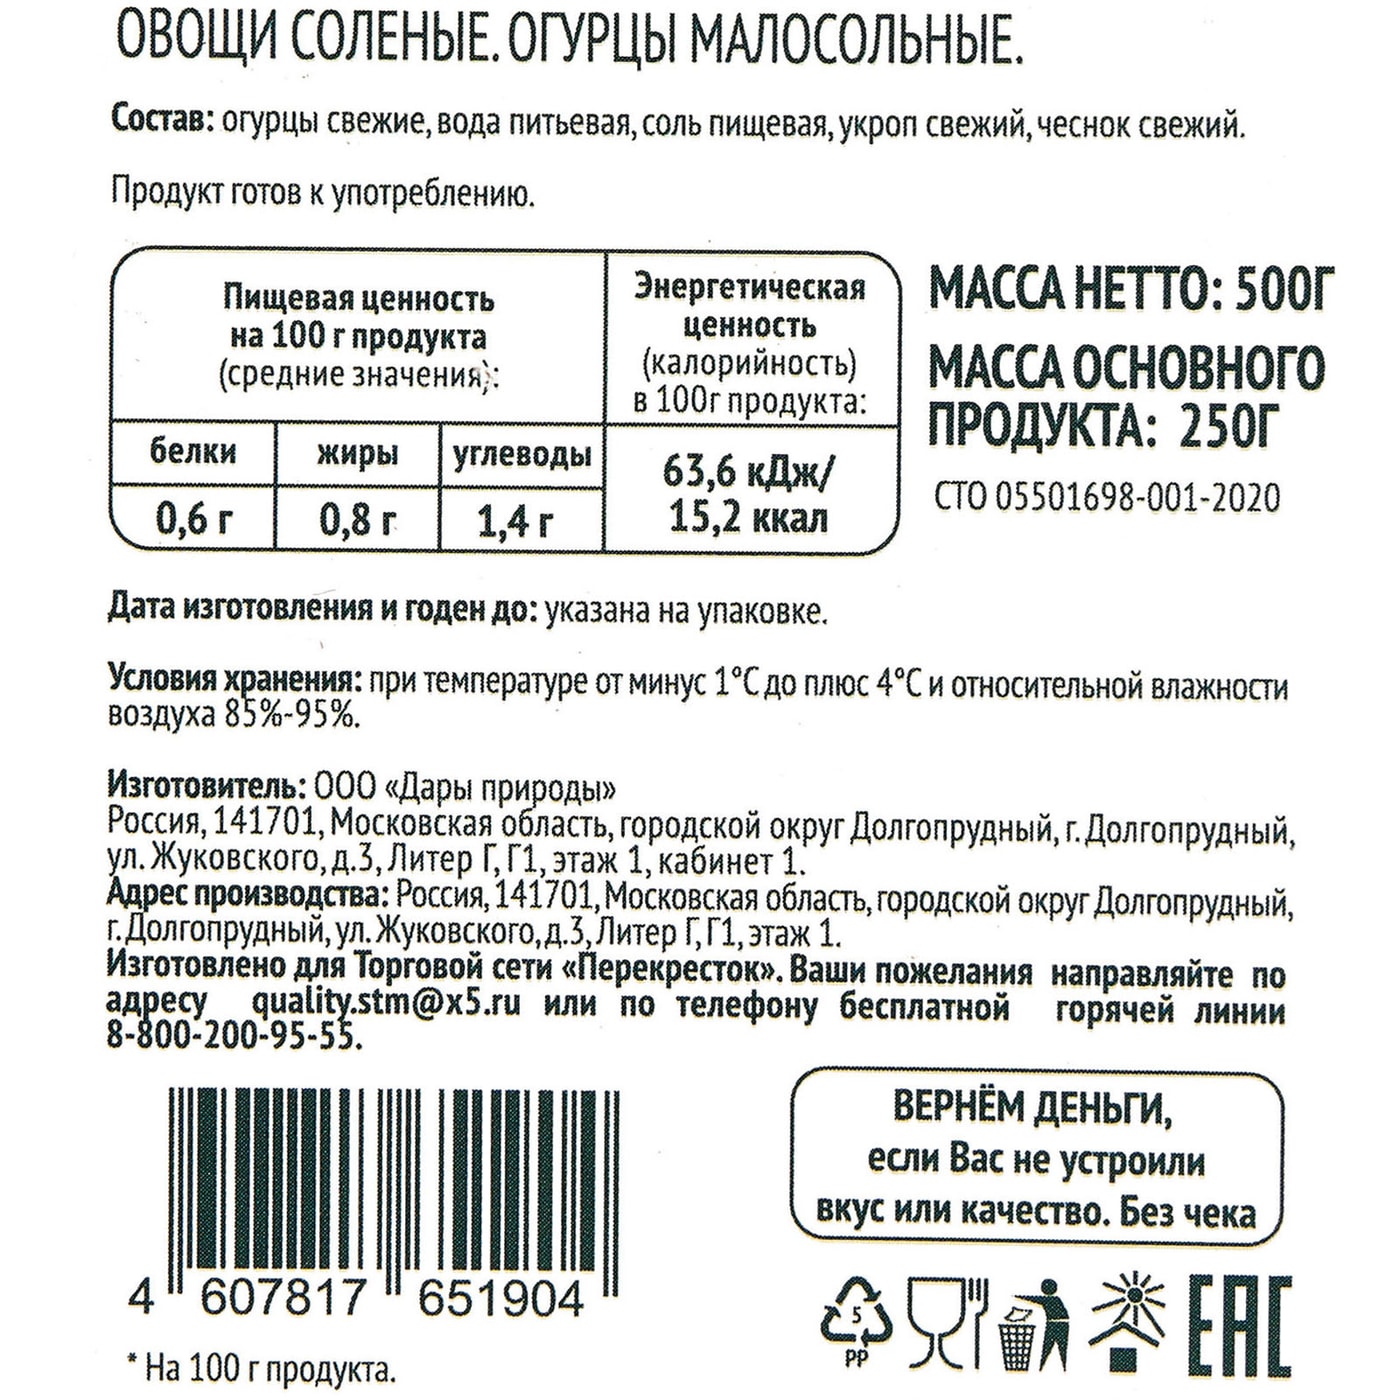 ОВОЩИ СОЛЕНЫЕ. ОГУРЦЫ МАЛОСОЛЬНЫЕ.
Состав: огурцы свежие, вода питьевая, соль пищевая, укроп свежий, чеснок свежий.
Продукт готов к употреблению.
Пищевая ценность
на 100 г продукта
(средние значения):
Энергетическая
ценность
(калорийность)
в 100г продукта:
белки жиры углеводы
0,6 г 0,8 г 1,4 г
63,6 кДж/
15,2 ккал
МАССА НЕТТО: 500Г
МАССА ОСНОВНОГО
ПРОДУКТА: 250Г
СТО 05501698-001-2020
Дата изготовления и годен до: указана на упаковке.
Условия хранения: при температуре от минус 1°С до плюс 4°С и относительной влажности
воздуха 85%-95%.
Изготовитель: ООО «Дары природы»
Россия, 141701, Московская область, городской округ Долгопрудный, г. Долгопрудный,
ул. Жуковского, д.3, Литер Г, Г1, этаж 1, кабинет 1.
Адрес производства: Россия, 141701, Московская область, городской округ Долгопрудный,
г. Долгопрудный, ул. Жуковского, д.3, Литер Г, Г1, этаж 1.
Изготовлено для Торговой сети «Перекресток». Ваши пожелания направляйте по
адресу quality.stm@x5.ru или по телефону бесплатной горячей линии
8-800-200-95-55.
ВЕРНЁМ ДЕНЬГИ,
если Вас не устроили
вкус или качество. Без чека
4 607817 651904
5
PP
EAC
* На 100 г продукта.